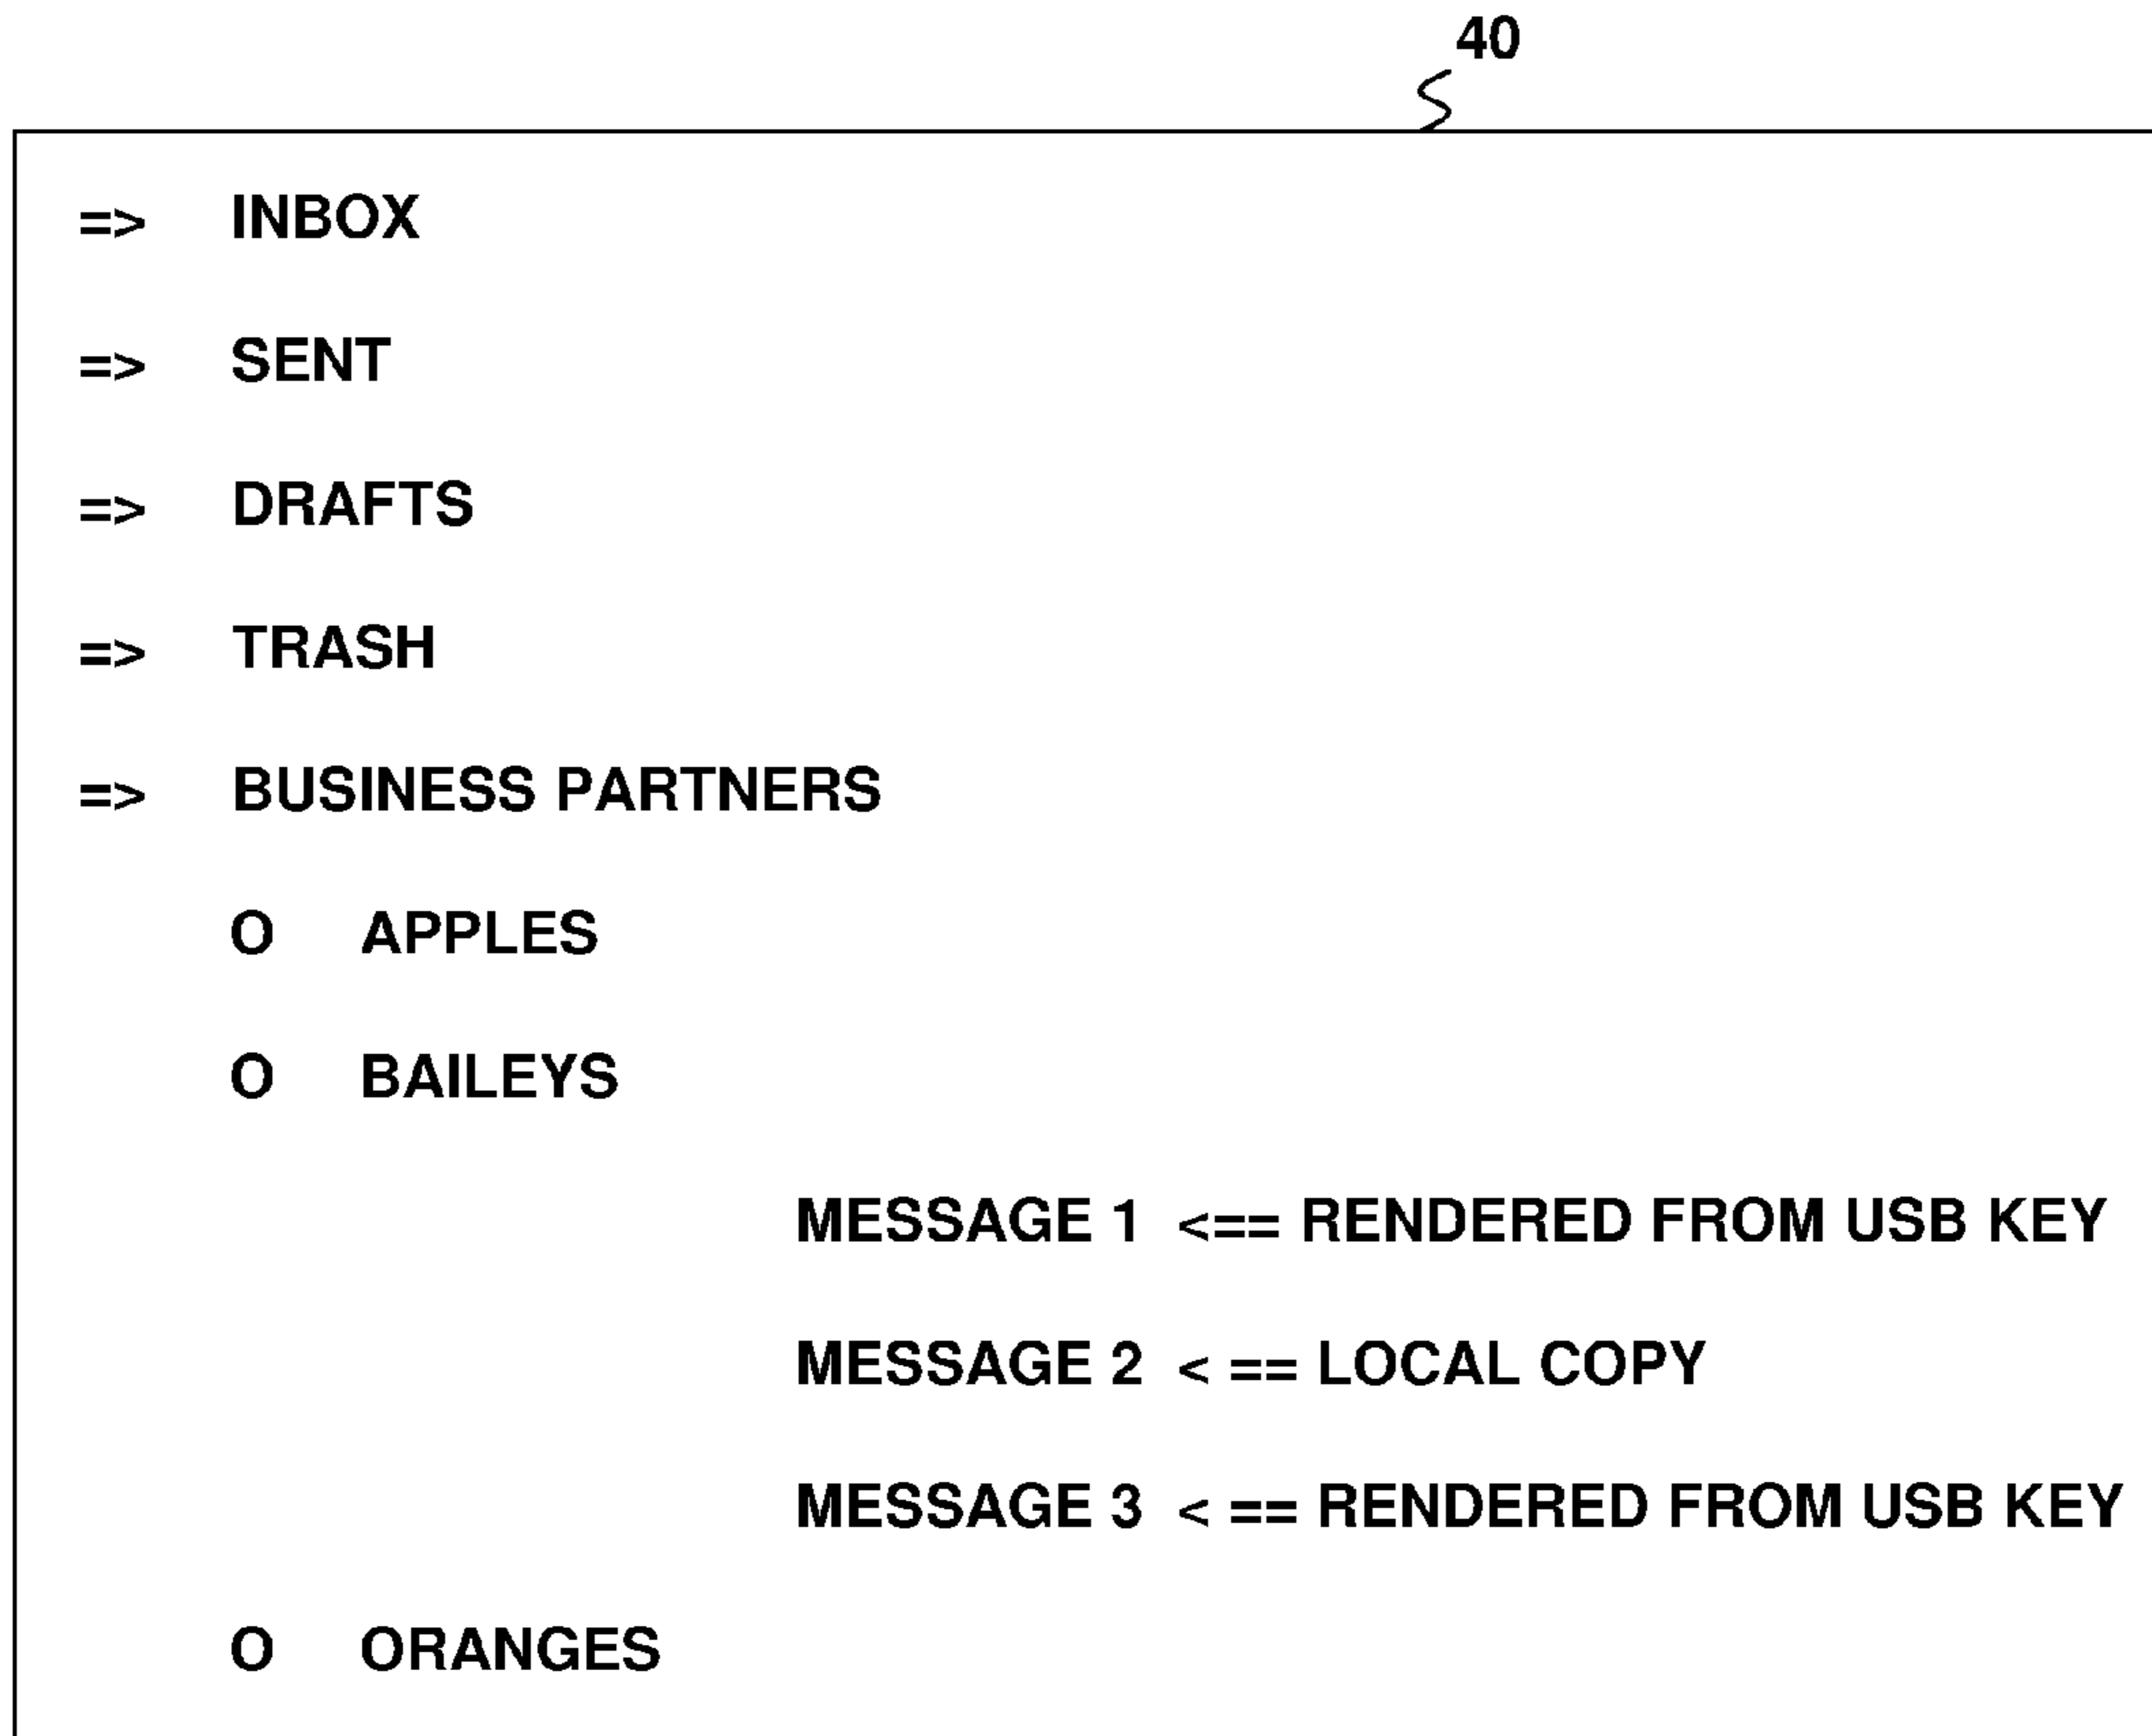 40
=> INBOX
=> SENT
=> DRAFTS
=> TRASH
=> BUSINESS PARTNERS
O APPLES
O BAILEYS
MESSAGE 1 <== RENDERED FROM USB KEY
MESSAGE 2 < == LOCAL COPY
MESSAGE 3 < == RENDERED FROM USB KEY
O ORANGES